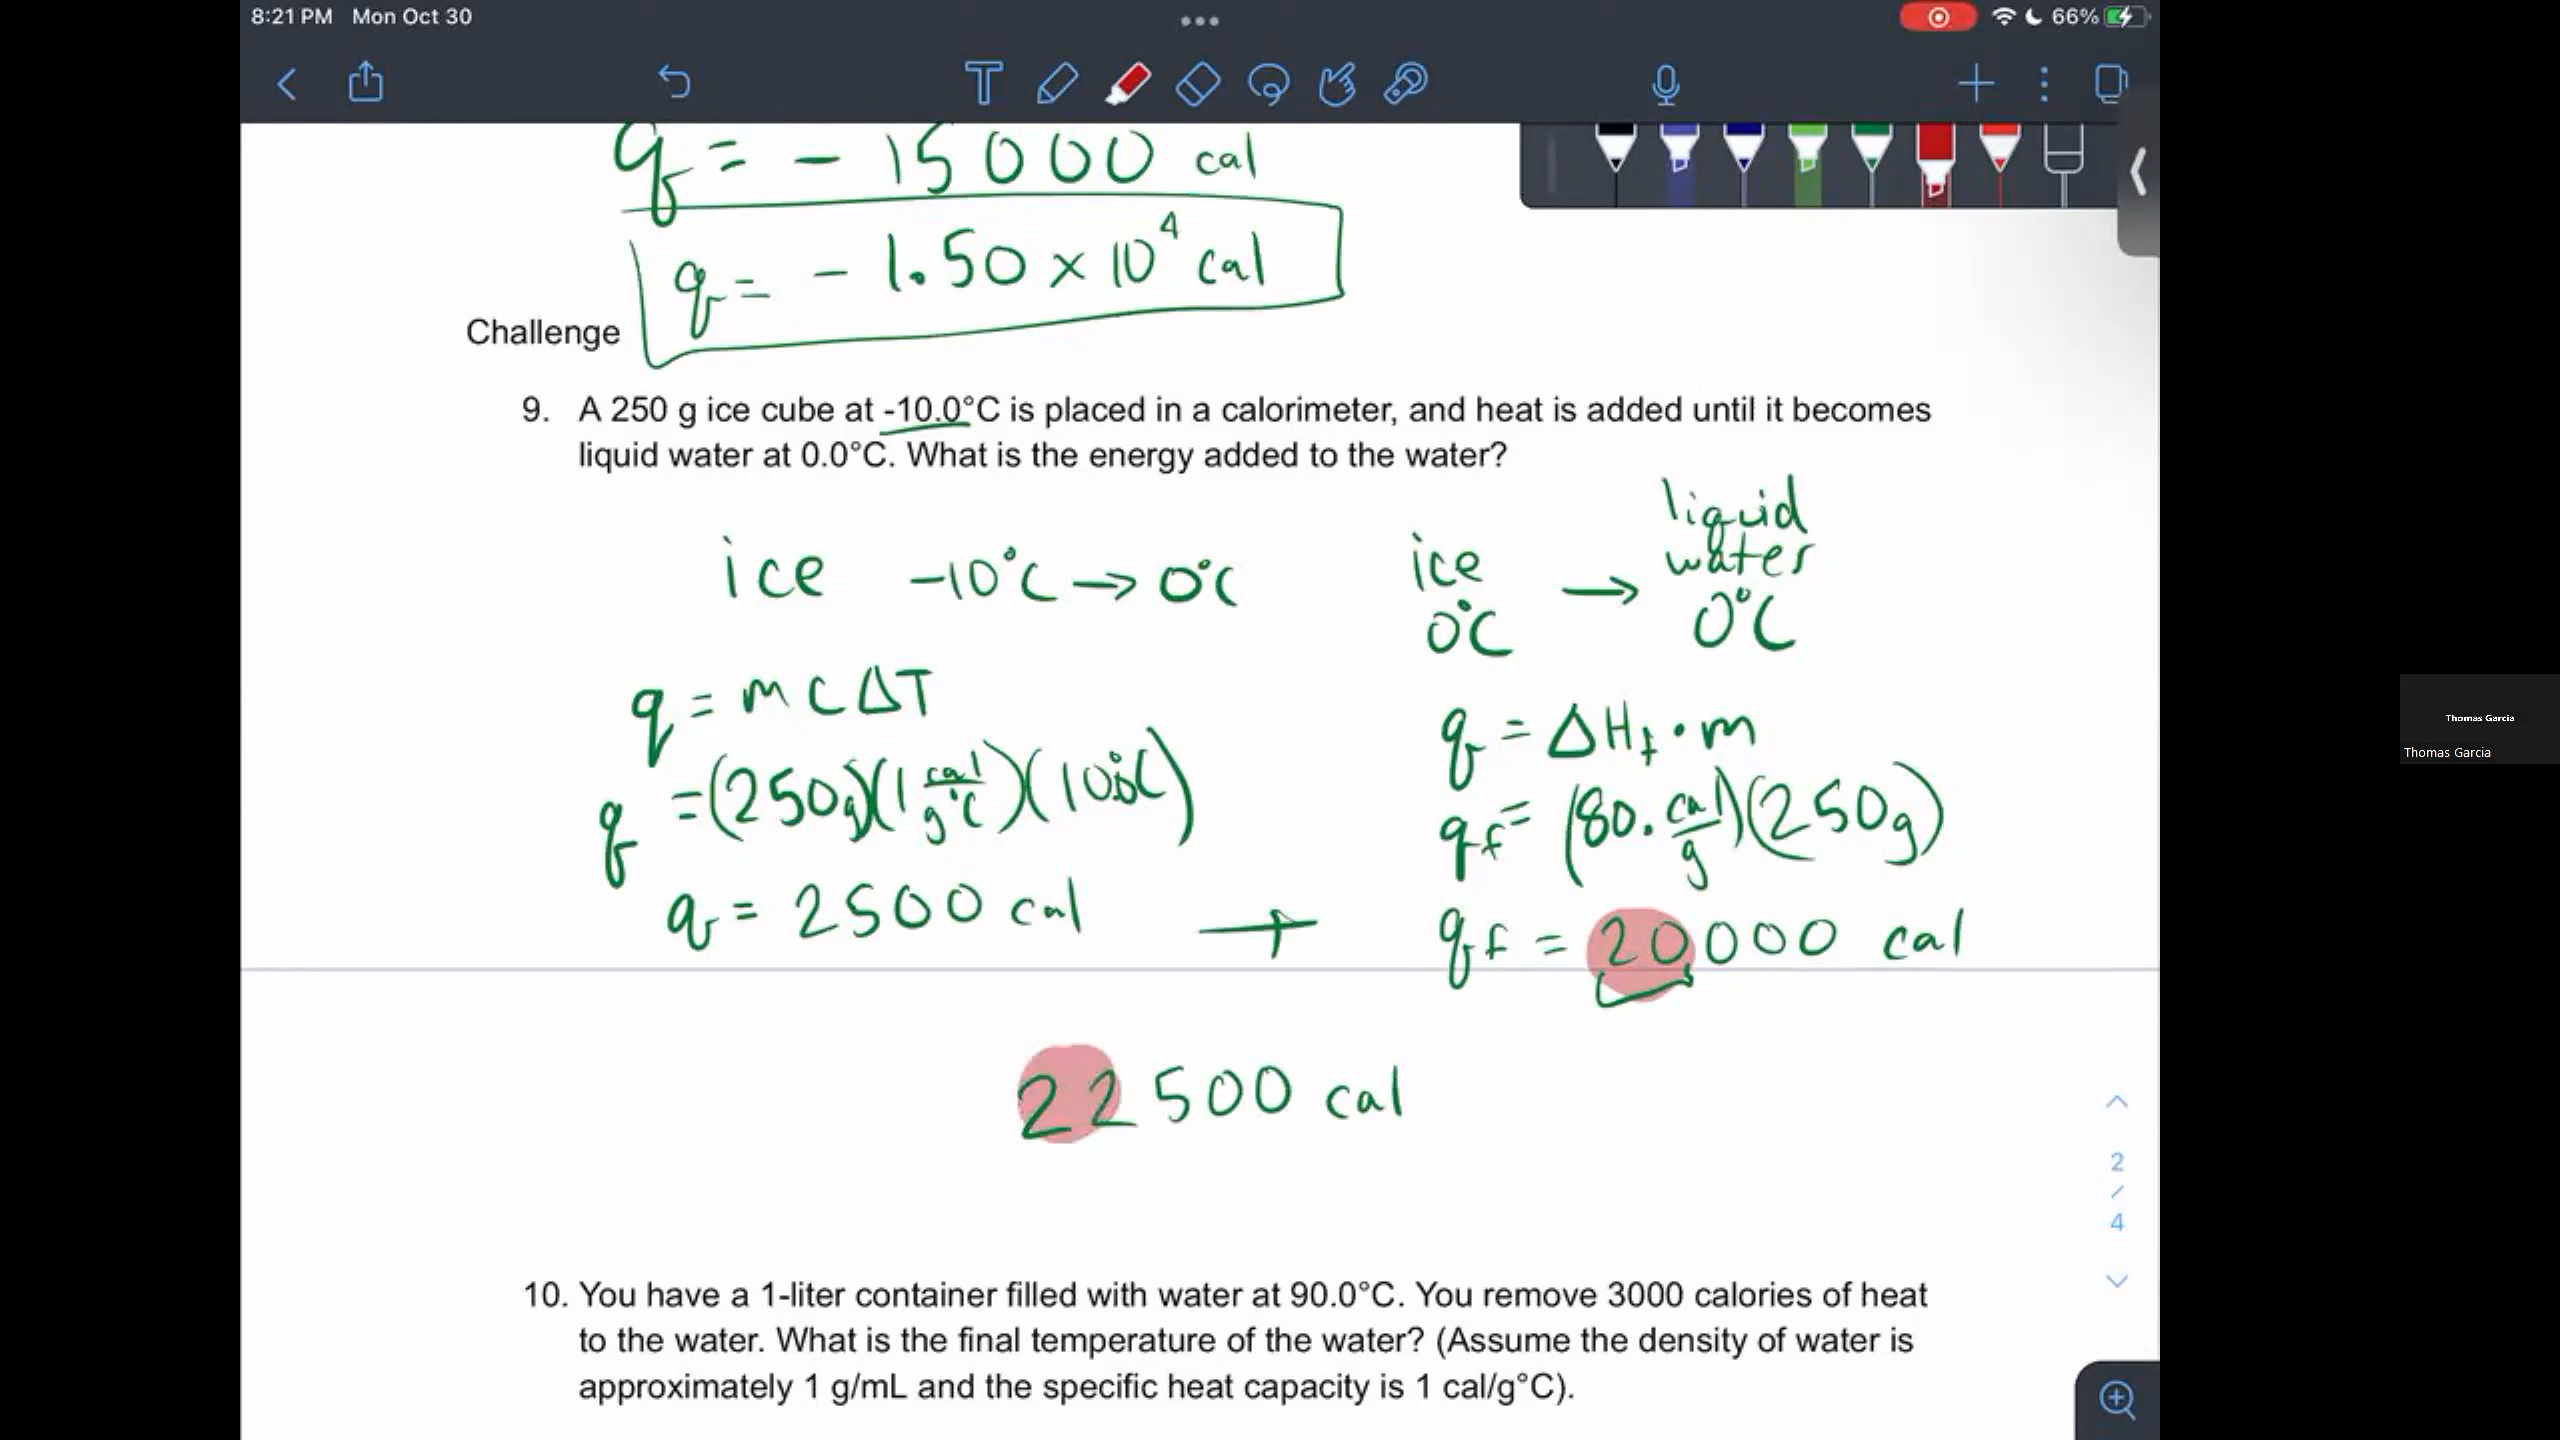 8:21 PM Mon Oct 30
66%
q = - 15000 cal
q = - 1.50 x 10⁴ cal
Challenge
9. A 250 g ice cube at -10.0°C is placed in a calorimeter, and heat is added until it becomes
liquid water at 0.0°C. What is the energy added to the water?
ice -10°C → 0°C
ice 0°C → liquid water 0°C
q = mCΔT
q = (250g)(1 cal/g°C)(10.0°C)
q = 2500 cal
+
q = ΔHf · m
qf = (80. cal/g)(250g)
qf = 20,000 cal
22500 cal
10. You have a 1-liter container filled with water at 90.0°C. You remove 3000 calories of heat
to the water. What is the final temperature of the water? (Assume the density of water is
approximately 1 g/mL and the specific heat capacity is 1 cal/g°C).
2
/
4
Thomas Garcia
Thomas Garcia